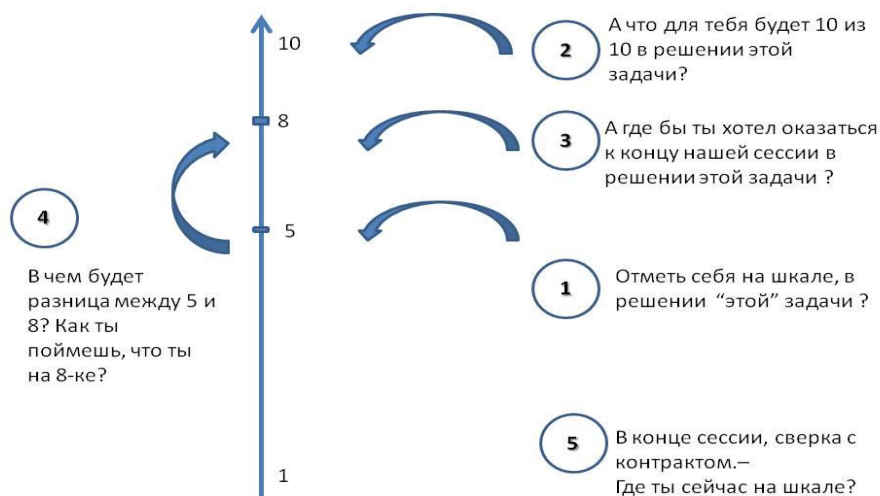 10
8
5
1
2
А что для тебя будет 10 из
10 в решении этой
задачи?
3
А где бы ты хотел оказаться
к концу нашей сессии в
решении этой задачи ?
4
В чем будет
разница между 5 и
8? Как ты
поймешь, что ты
на 8-ке?
1
Отметь себя на шкале, в
решении “этой” задачи ?
5
В конце сессии, сверка с
контрактом.–
Где ты сейчас на шкале?